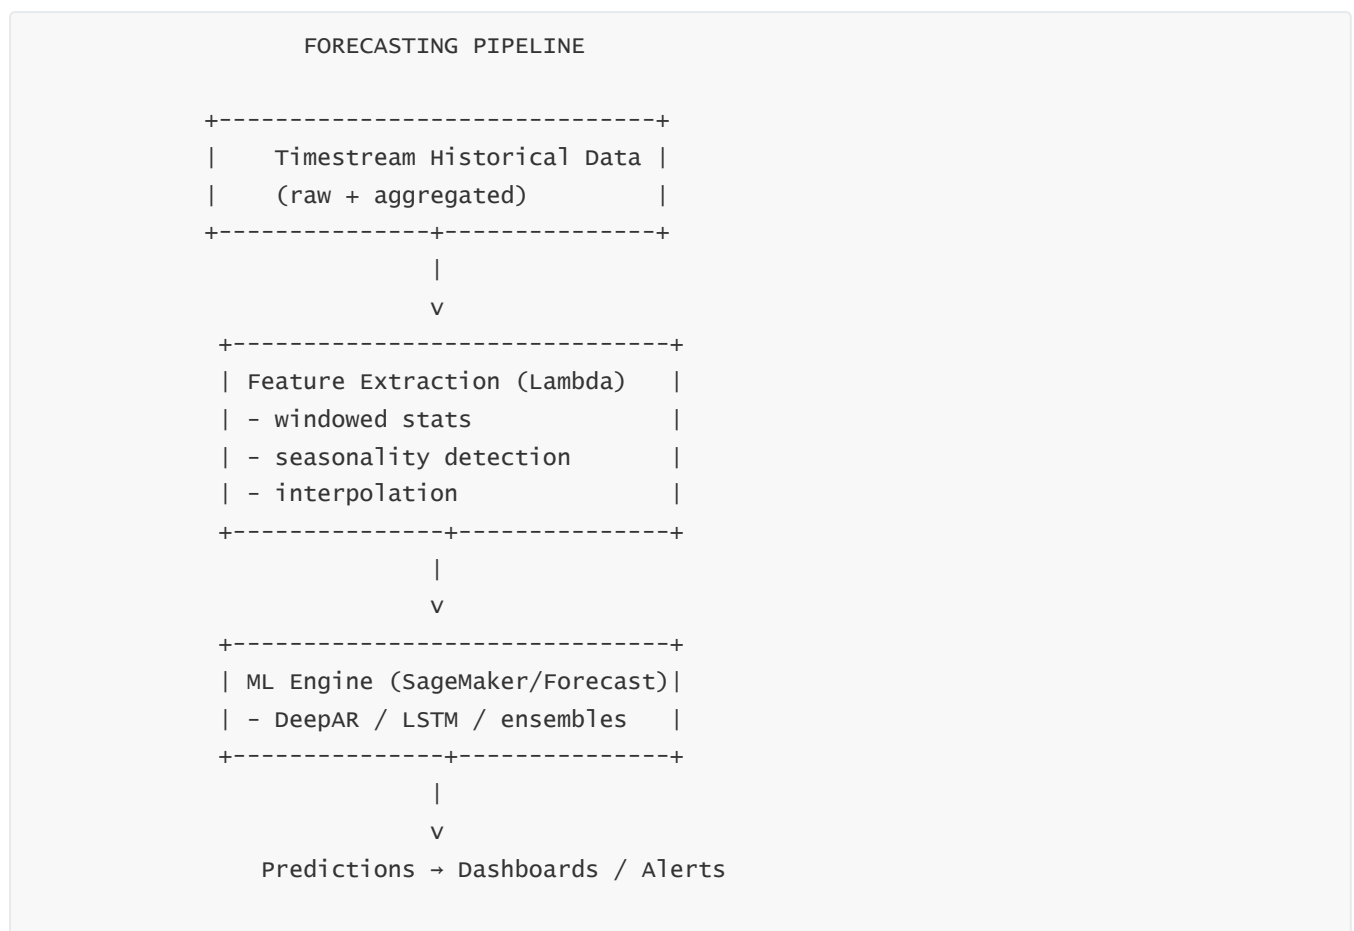 FORECASTING PIPELINE
+-------------------------------+
|    Timestream Historical Data |
|    (raw + aggregated)         |
+---------------+---------------+
|
v
+-------------------------------+
| Feature Extraction (Lambda)   |
| - windowed stats              |
| - seasonality detection       |
| - interpolation               |
+---------------+---------------+
|
v
+-------------------------------+
| ML Engine (SageMaker/Forecast)|
| - DeepAR / LSTM / ensembles   |
+---------------+---------------+
|
v
Predictions → Dashboards / Alerts